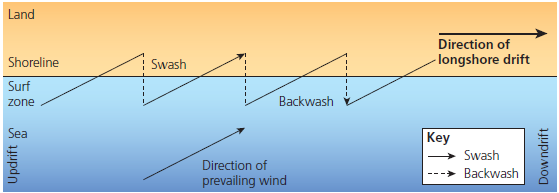 Land
Direction of
longshore drift
Shoreline
Swash
Surf
zone
Backwash
Sea
Updrift
Direction of
prevailing wind
Key
Swash
Backwash
Downdrift